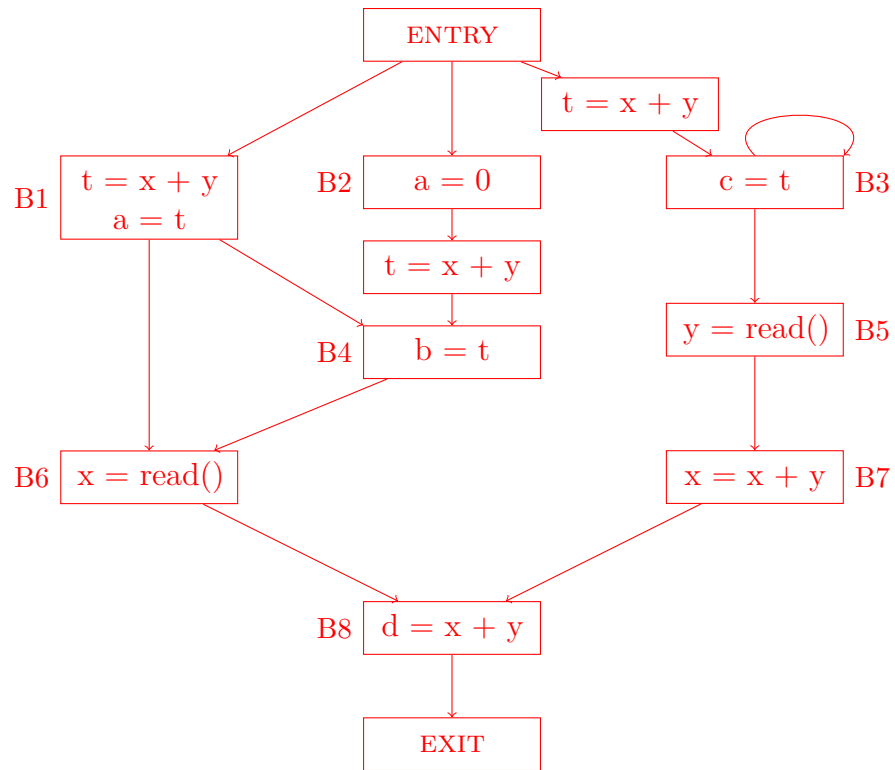 ENTRY
t = x + y
B1
t = x + y
a = t
B2
a = 0
c = t
B3
t = x + y
B4
b = t
y = read()
B5
B6
x = read()
x = x + y
B7
B8
d = x + y
EXIT